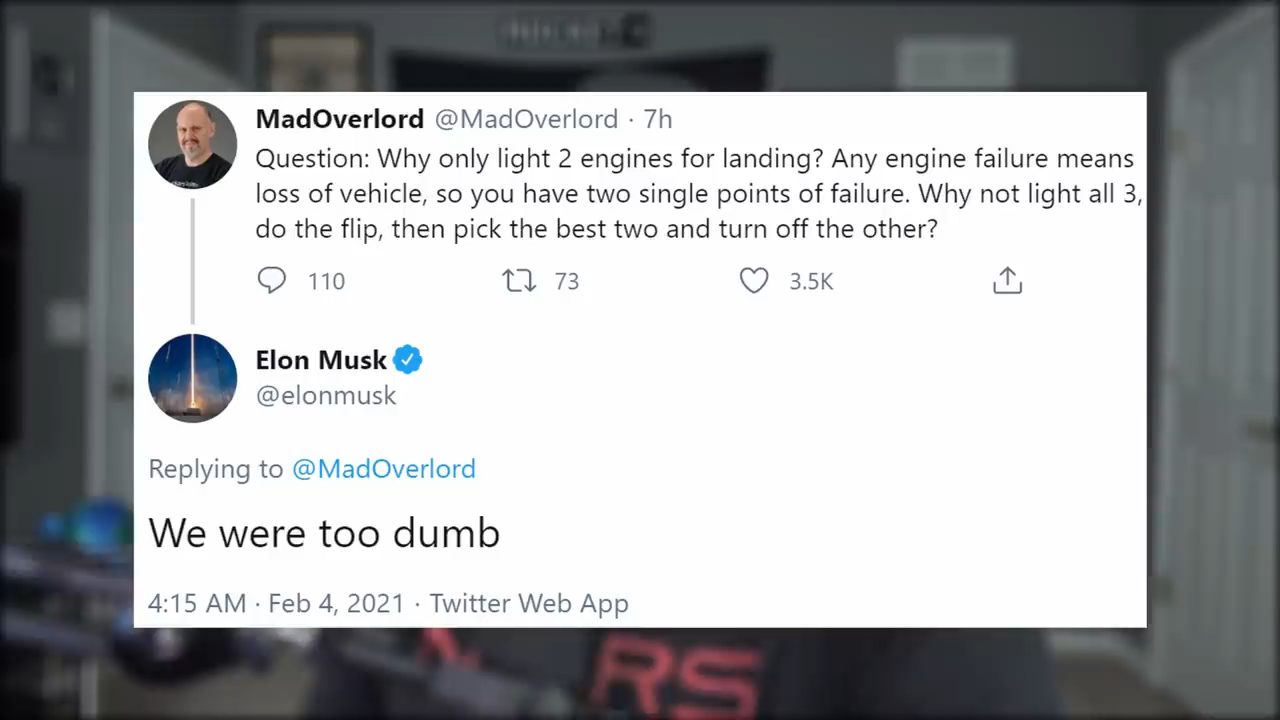 MadOverlord @MadOverlord · 7h
Question: Why only light 2 engines for landing? Any engine failure means
loss of vehicle, so you have two single points of failure. Why not light all 3,
do the flip, then pick the best two and turn off the other?
110 73 3.5K
Elon Musk
@elonmusk
Replying to @MadOverlord
We were too dumb
4:15 AM · Feb 4, 2021 · Twitter Web App
RS